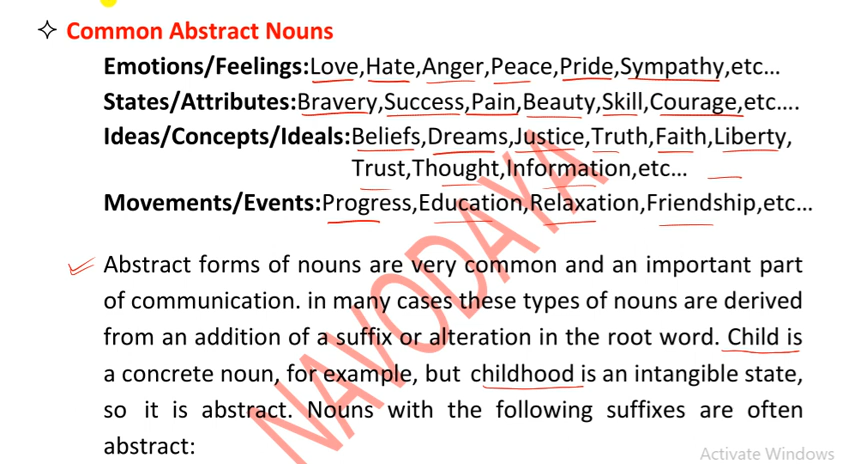 ✧ Common Abstract Nouns
Emotions/Feelings:Love,Hate,Anger,Peace,Pride,Sympathy,etc...
States/Attributes:Bravery,Success,Pain,Beauty,Skill,Courage,etc....
Ideas/Concepts/Ideals:Beliefs,Dreams,Justice,Truth,Faith,Liberty,
Trust,Thought,Information,etc...
Movements/Events:Progress,Education,Relaxation,Friendship,etc...
Abstract forms of nouns are very common and an important part
of communication. in many cases these types of nouns are derived
from an addition of a suffix or alteration in the root word. Child is
a concrete noun, for example, but childhood is an intangible state,
so it is abstract. Nouns with the following suffixes are often
abstract:
NAVODAYA
Activate Windows